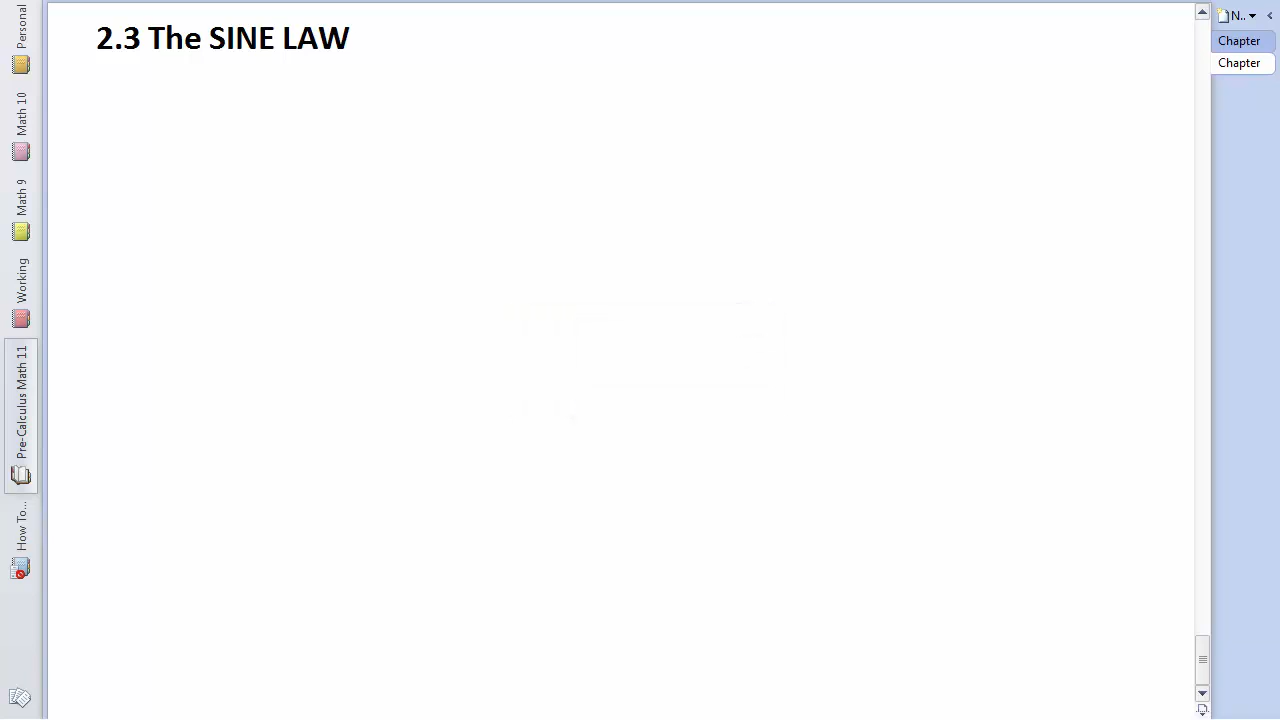 2.3 The SINE LAW
Personal
Math 10
Math 9
Working
Pre-Calculus Math 11
How To...
N..
Chapter
Chapter